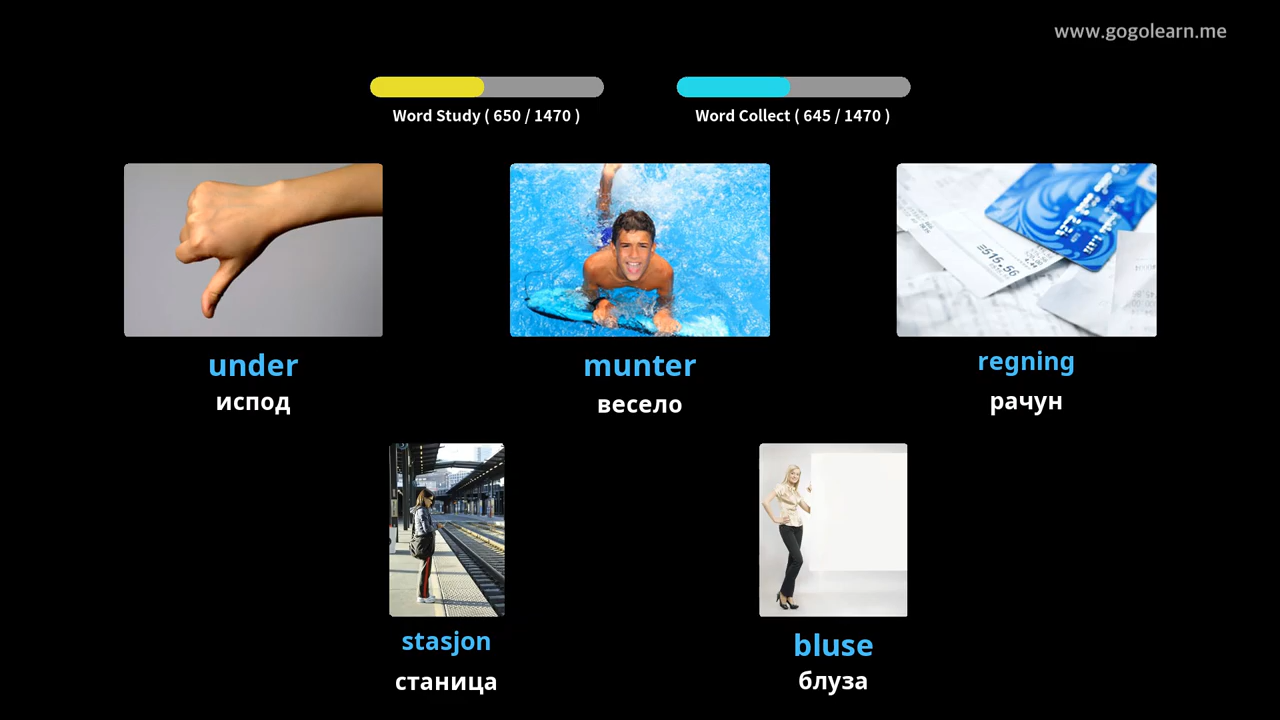 www.gogolearn.me
Word Study ( 650 / 1470 )
Word Collect ( 645 / 1470 )
under
испод
munter
весело
regning
рачун
stasjon
станица
bluse
блуза